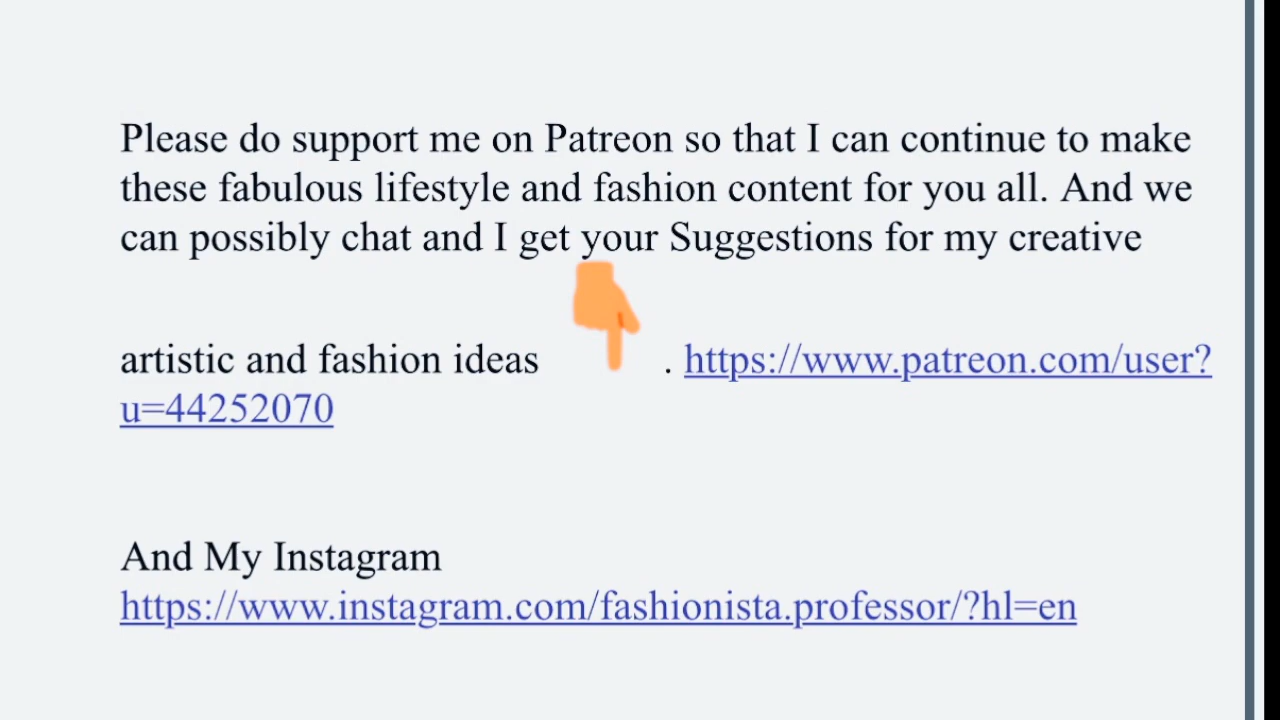 Please do support me on Patreon so that I can continue to make
these fabulous lifestyle and fashion content for you all. And we
can possibly chat and I get your Suggestions for my creative
artistic and fashion ideas 👇 . https://www.patreon.com/user?
u=44252070
And My Instagram
https://www.instagram.com/fashionista.professor/?hl=en